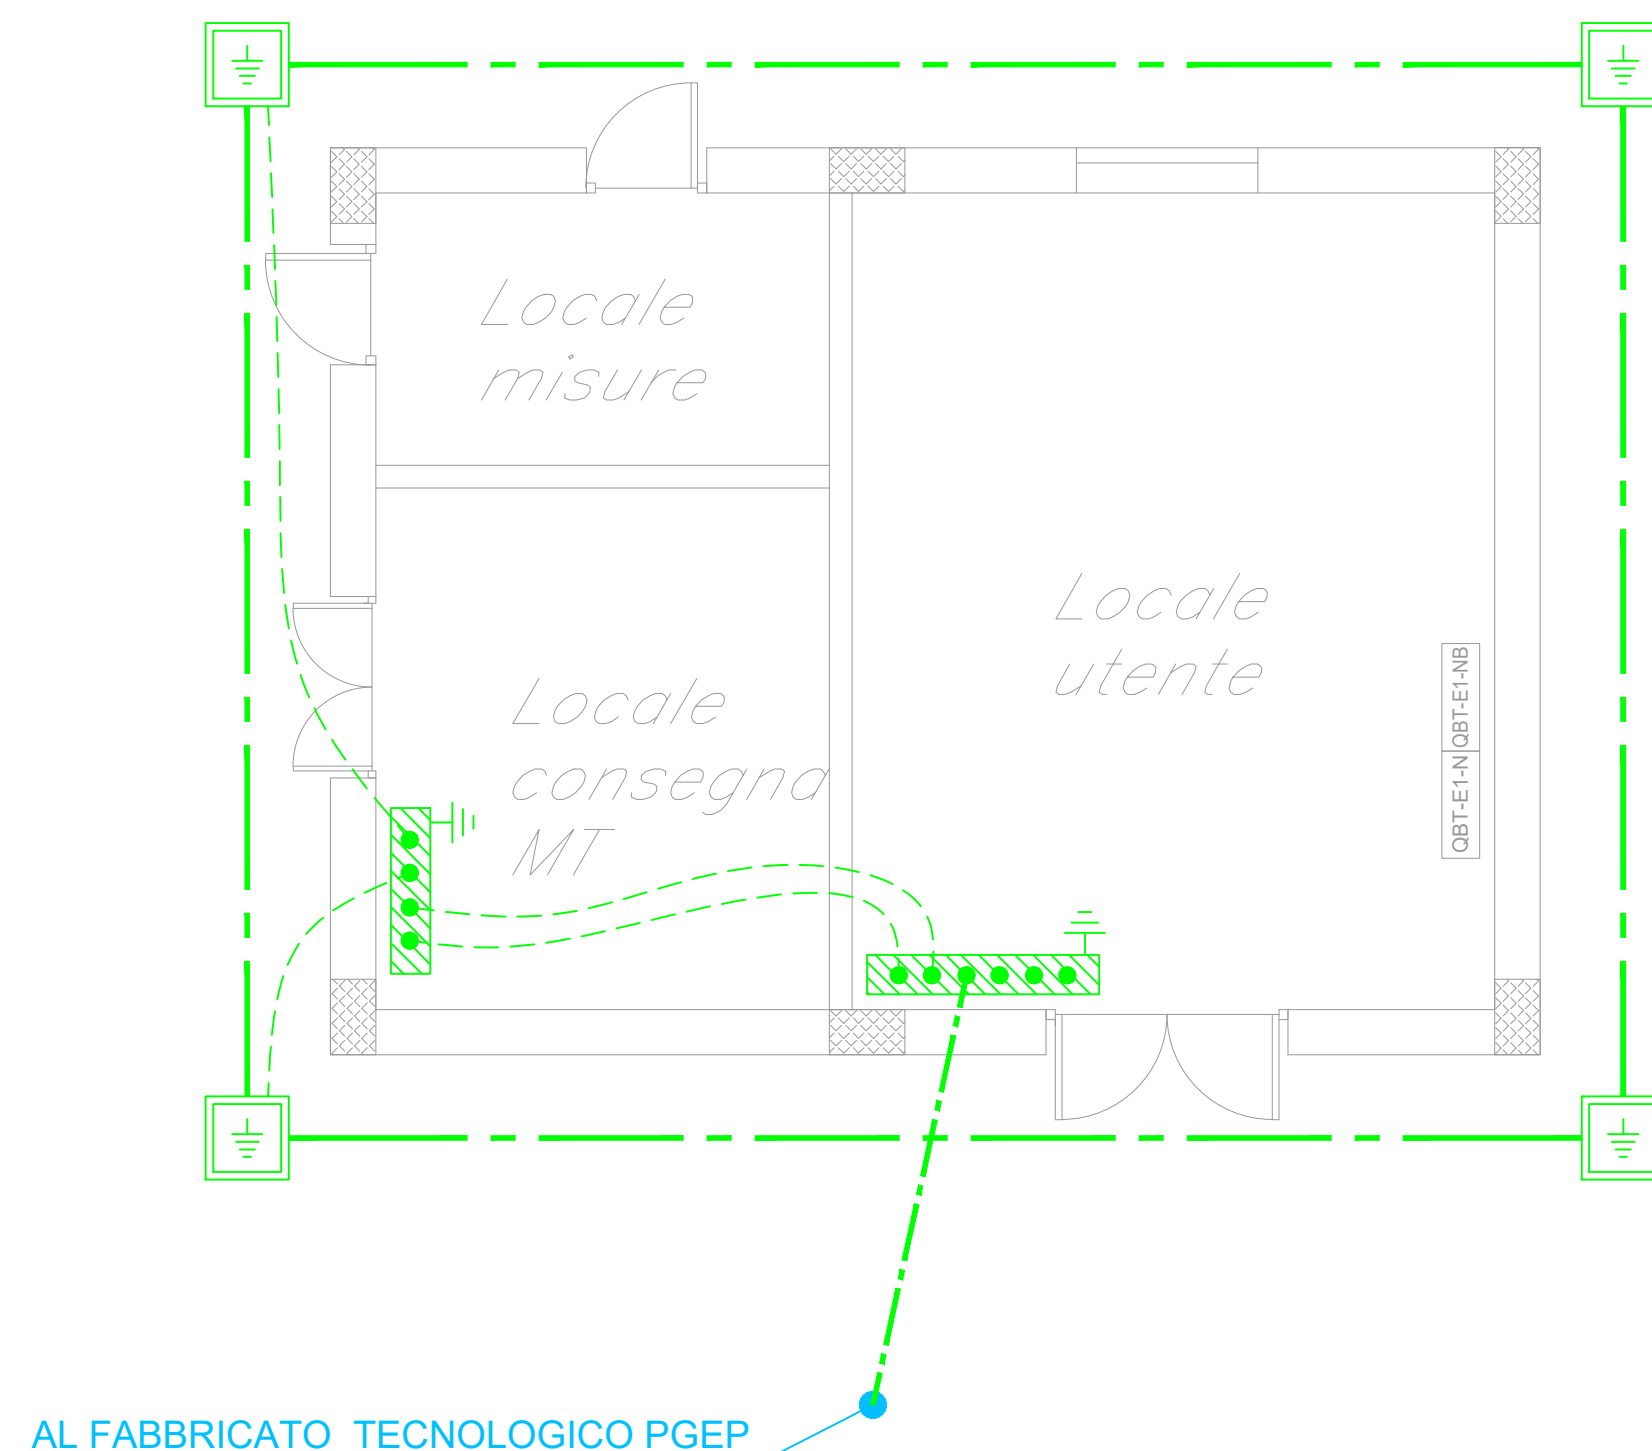 Locale
misure
Locale
utente
Locale
consegna
MT
QBT-E1-N QBT-E1-NB
AL FABBRICATO TECNOLOGICO PGEP